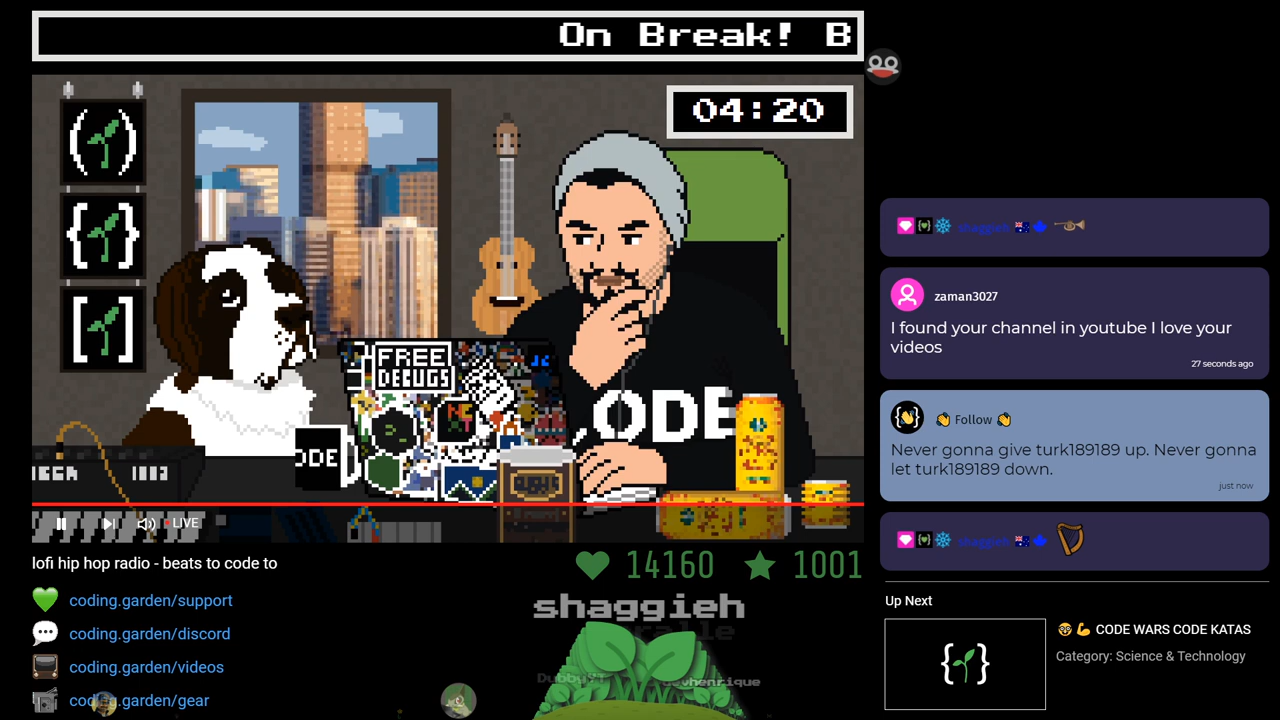 On Break! B
04:20
FREE
DEBUGS
CODE
ODE
LIVE
lofi hip hop radio - beats to code to
14160
1001
coding.garden/support
coding.garden/discord
coding.garden/videos
coding.garden/gear
shaggieh
shaggieh
zaman3027
I found your channel in youtube I love your
videos
27 seconds ago
👋 Follow 👋
Never gonna give turk189189 up. Never gonna
let turk189189 down.
just now
shaggieh
Up Next
🤓 💪 CODE WARS CODE KATAS
Category: Science & Technology